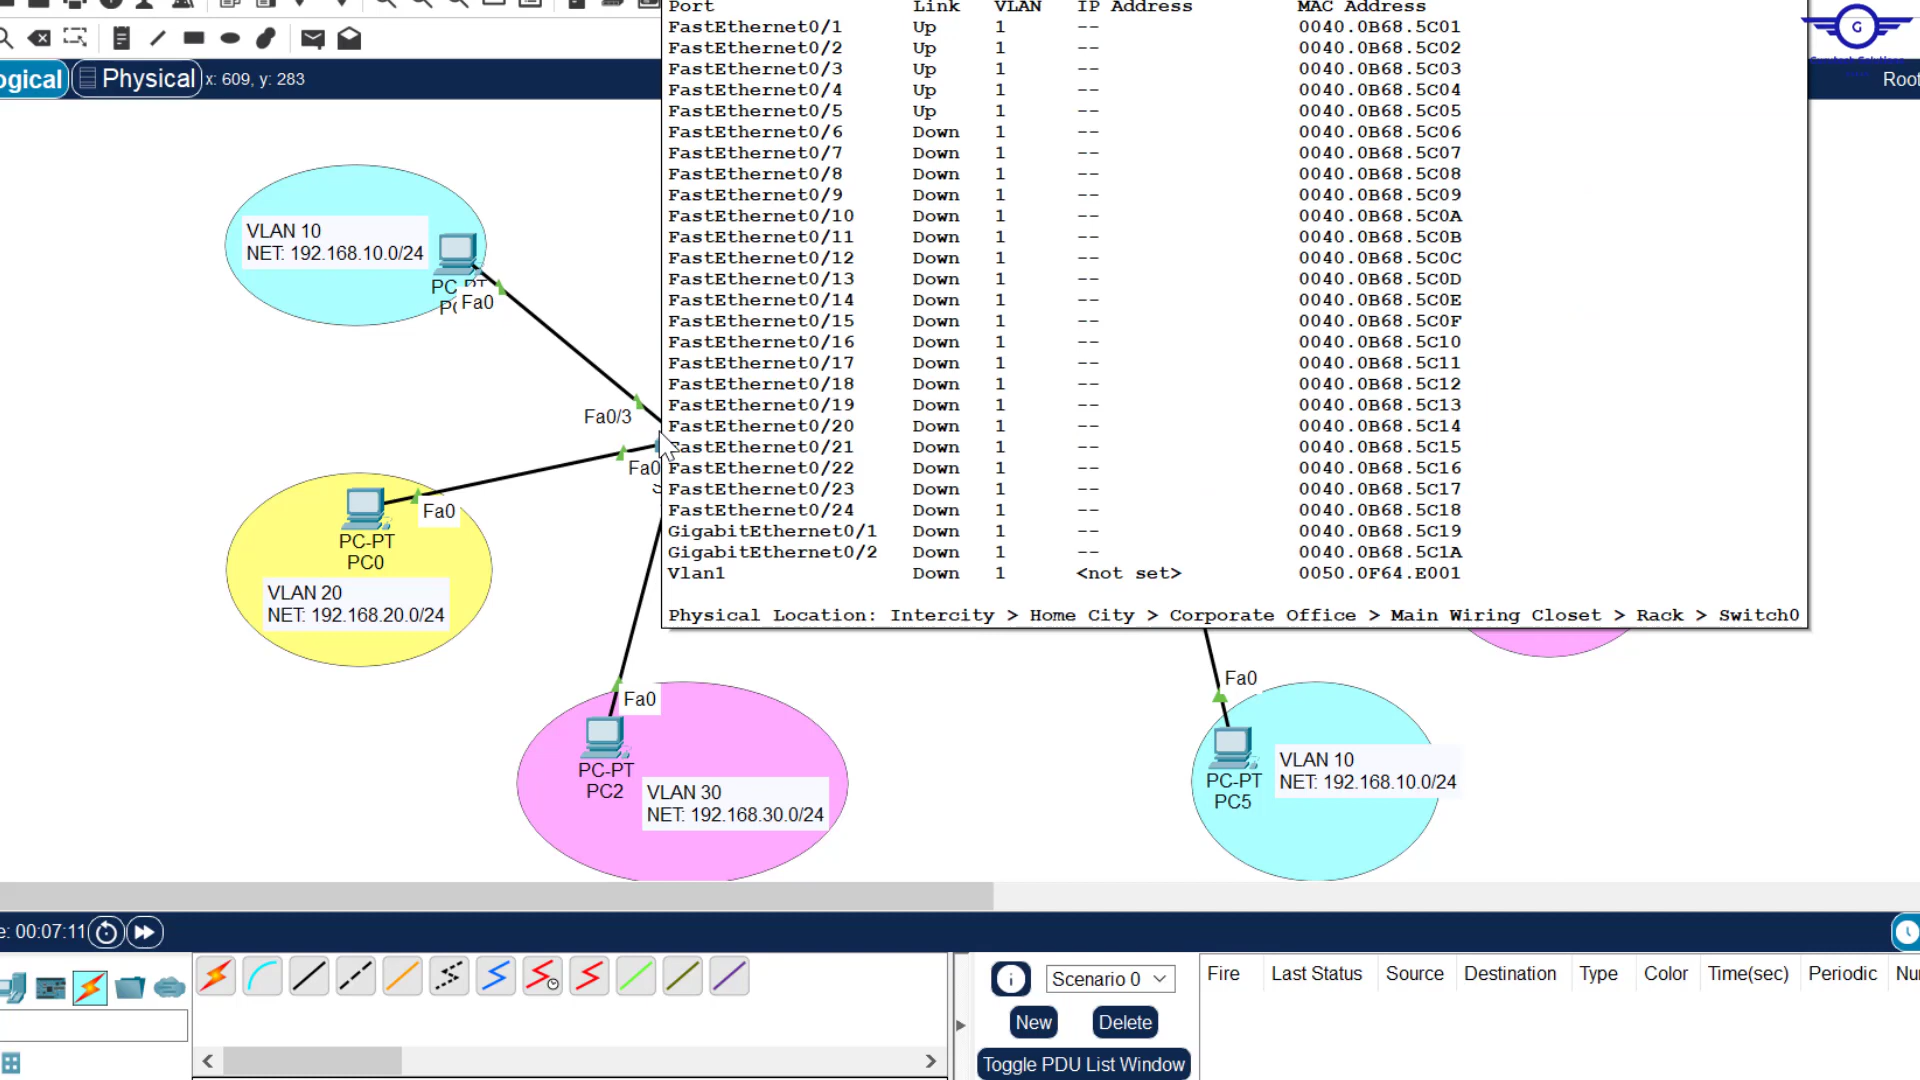 Port Link VLAN IP Address MAC Address
FastEthernet0/1 Up 1 -- 0040.0B68.5C01
FastEthernet0/2 Up 1 -- 0040.0B68.5C02
FastEthernet0/3 Up 1 -- 0040.0B68.5C03
FastEthernet0/4 Up 1 -- 0040.0B68.5C04
FastEthernet0/5 Up 1 -- 0040.0B68.5C05
FastEthernet0/6 Down 1 -- 0040.0B68.5C06
FastEthernet0/7 Down 1 -- 0040.0B68.5C07
FastEthernet0/8 Down 1 -- 0040.0B68.5C08
FastEthernet0/9 Down 1 -- 0040.0B68.5C09
FastEthernet0/10 Down 1 -- 0040.0B68.5C0A
FastEthernet0/11 Down 1 -- 0040.0B68.5C0B
FastEthernet0/12 Down 1 -- 0040.0B68.5C0C
FastEthernet0/13 Down 1 -- 0040.0B68.5C0D
FastEthernet0/14 Down 1 -- 0040.0B68.5C0E
FastEthernet0/15 Down 1 -- 0040.0B68.5C0F
FastEthernet0/16 Down 1 -- 0040.0B68.5C10
FastEthernet0/17 Down 1 -- 0040.0B68.5C11
FastEthernet0/18 Down 1 -- 0040.0B68.5C12
FastEthernet0/19 Down 1 -- 0040.0B68.5C13
FastEthernet0/20 Down 1 -- 0040.0B68.5C14
FastEthernet0/21 Down 1 -- 0040.0B68.5C15
FastEthernet0/22 Down 1 -- 0040.0B68.5C16
FastEthernet0/23 Down 1 -- 0040.0B68.5C17
FastEthernet0/24 Down 1 -- 0040.0B68.5C18
GigabitEthernet0/1 Down 1 -- 0040.0B68.5C19
GigabitEthernet0/2 Down 1 -- 0040.0B68.5C1A
Vlan1 Down 1 <not set> 0050.0F64.E001
Physical Location: Intercity > Home City > Corporate Office > Main Wiring Closet > Rack > Switch0
G
ogical Physical x: 609, y: 283
Root
VLAN 10
NET: 192.168.10.0/24
Fa0
Fa0/3
Fa0
Fa0
PC-PT
PC0
VLAN 20
NET: 192.168.20.0/24
Fa0
PC-PT
PC2
VLAN 30
NET: 192.168.30.0/24
Fa0
PC-PT
PC5
VLAN 10
NET: 192.168.10.0/24
e: 00:07:11
Scenario 0
New Delete
Toggle PDU List Window
Fire Last Status Source Destination Type Color Time(sec) Periodic Nu